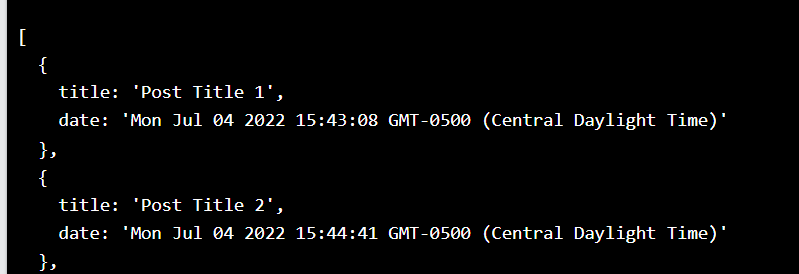 [
  {
    title: 'Post Title 1',
    date: 'Mon Jul 04 2022 15:43:08 GMT-0500 (Central Daylight Time)'
  },
  {
    title: 'Post Title 2',
    date: 'Mon Jul 04 2022 15:44:41 GMT-0500 (Central Daylight Time)'
  },